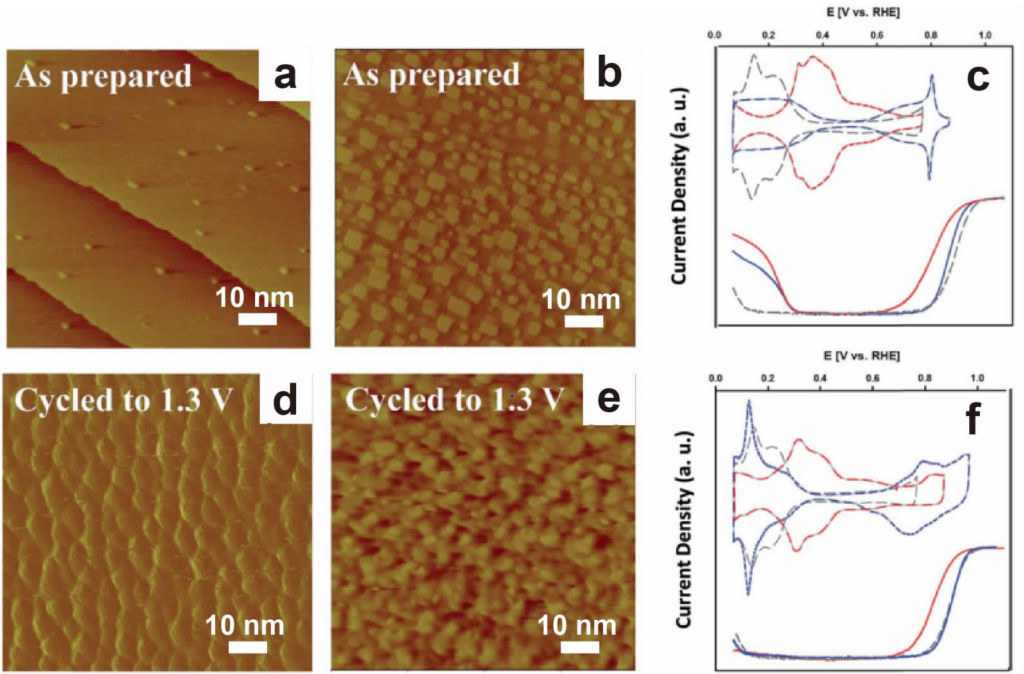 As prepared
a
10 nm
As prepared
b
10 nm
E [V vs. RHE]
0.0 0.2 0.4 0.6 0.8 1.0
c
Current Density (a. u.)
Cycled to 1.3 V
d
10 nm
Cycled to 1.3 V
e
10 nm
E [V vs. RHE]
0.0 0.2 0.4 0.6 0.8 1.0
f
Current Density (a. u.)